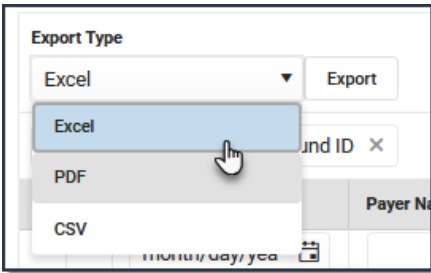 Export Type
Excel
Export
Excel
und ID ×
PDF
Payer Na
CSV
month/day/yea